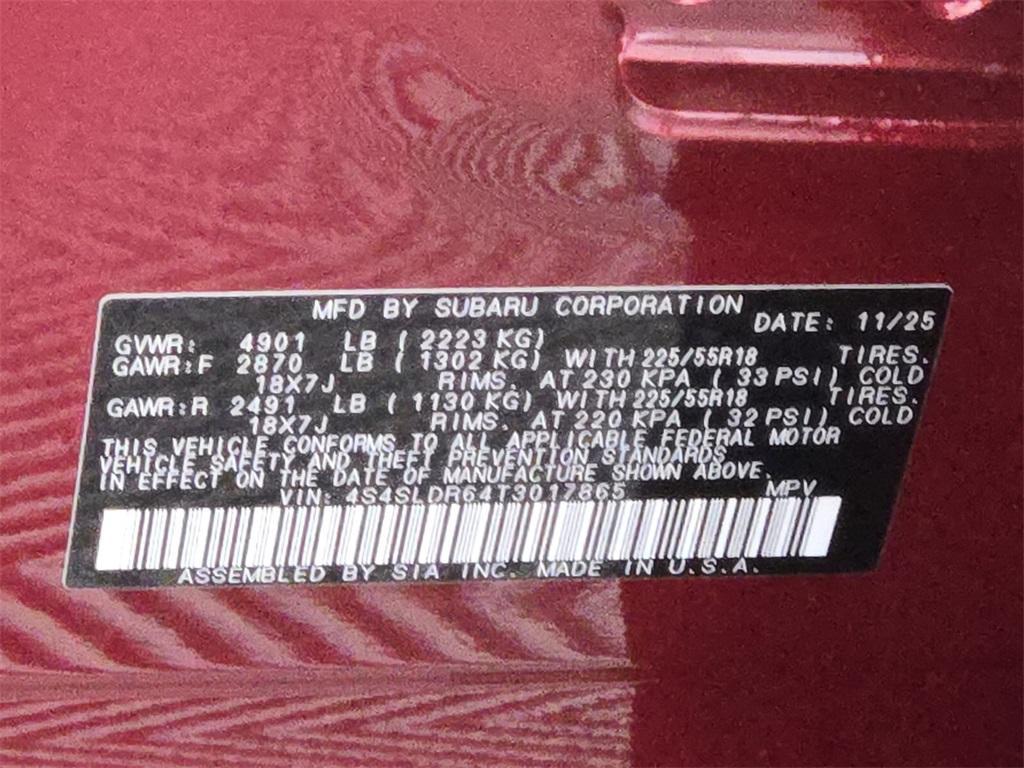 MFD BY SUBARU CORPORATION
DATE: 11/25
GVWR: 4901 LB ( 2223 KG)
GAWR:F 2870 LB ( 1302 KG) WITH 225/55R18 TIRES.
18X7J RIMS. AT 230 KPA ( 33 PSI) COLD
GAWR:R 2491 LB ( 1130 KG) WITH 225/55R18 TIRES.
18X7J RIMS. AT 220 KPA ( 32 PSI) COLD
THIS VEHICLE CONFORMS TO ALL APPLICABLE FEDERAL MOTOR
VEHICLE SAFETY AND THEFT PREVENTION STANDARDS
IN EFFECT ON THE DATE OF MANUFACTURE SHOWN ABOVE.
VIN: 4S4SLDR64T3017865 MPV
ASSEMBLED BY SIA INC. MADE IN U.S.A.